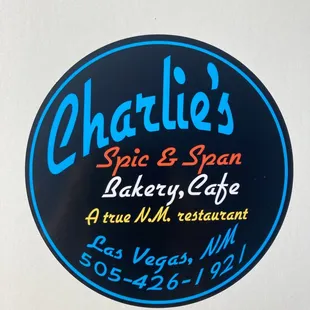 Charlie's
Spic & Span
Bakery, Cafe
A true N.M. restaurant
Las Vegas, NM
505-426-1921